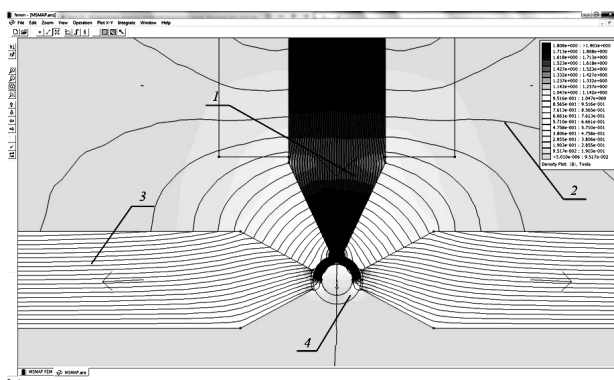 femm - [MSMAP.ans]
File Edit Zoom View Operation Plot X-Y Integrate Window Help
1
2
3
4
1.808e+000 : >1.903e+000
1.713e+000 : 1.808e+000
1.618e+000 : 1.713e+000
1.523e+000 : 1.618e+000
1.427e+000 : 1.523e+000
1.332e+000 : 1.427e+000
1.237e+000 : 1.332e+000
1.142e+000 : 1.237e+000
1.047e+000 : 1.142e+000
9.516e-001 : 1.047e+000
8.565e-001 : 9.516e-001
7.613e-001 : 8.565e-001
6.661e-001 : 7.613e-001
5.710e-001 : 6.661e-001
4.758e-001 : 5.710e-001
3.806e-001 : 4.758e-001
2.855e-001 : 3.806e-001
1.903e-001 : 2.855e-001
9.517e-002 : 1.903e-001
<5.010e-006 : 9.517e-002
Density Plot: |B|, Tesla
MSMAP.FEM
MSMAP.ans